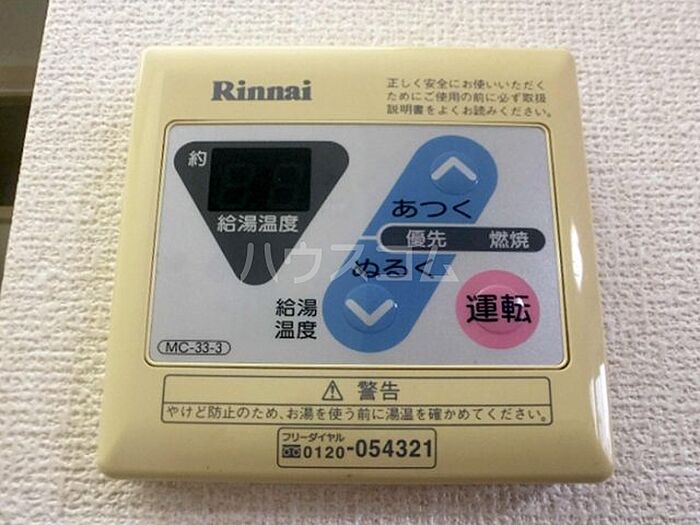 Rinnai
正しく安全にお使いいただく
ためにご使用の前に必ず取扱
説明書をよくお読みください。
約
給湯温度
あつく
優先 燃焼
ぬるく
給湯
温度
運転
MC-33-3
ハウスコム
⚠ 警告
やけど防止のため、お湯を使う前に湯温を確かめてください。
フリーダイヤル
0120-054321